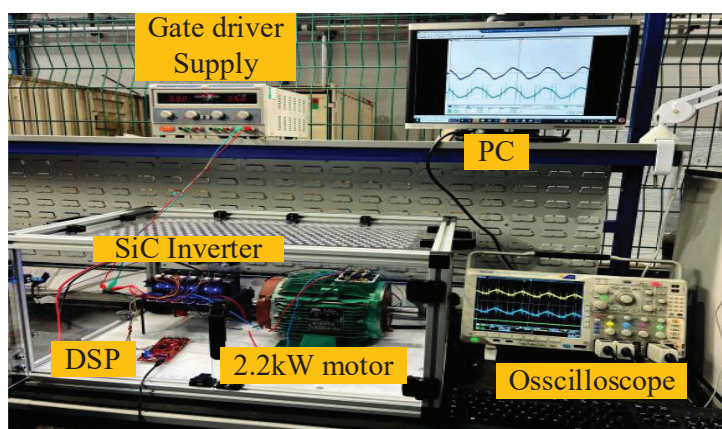 Gate driver
Supply
PC
SiC Inverter
DSP
2.2kW motor
Osscilloscope